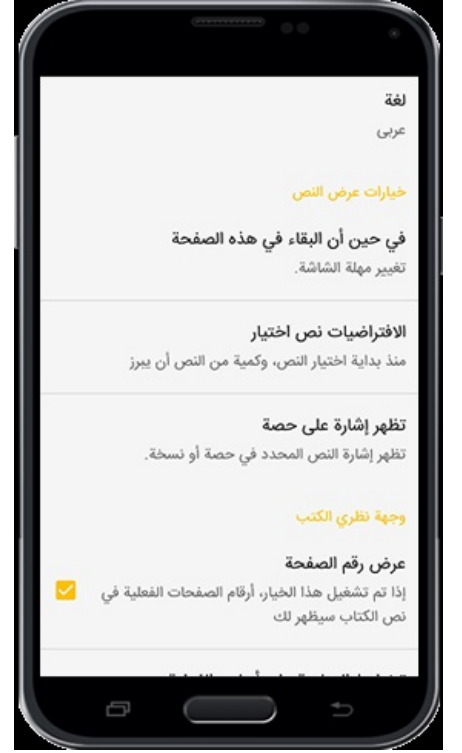 لغة
عربی
خيارات عرض النص
في حين أن البقاء في هذه الصفحة
تغيير مهلة الشاشة.
الافتراضيات نص اختيار
منذ بداية اختيار النص، وكمية من النص أن يبرز
تظهر إشارة على حصة
تظهر إشارة النص المحدد في حصة أو نسخة.
وجهة نظري الكتب
عرض رقم الصفحة
إذا تم تشغيل هذا الخيار، أرقام الصفحات الفعلية في
نص الكتاب سيظهر لك